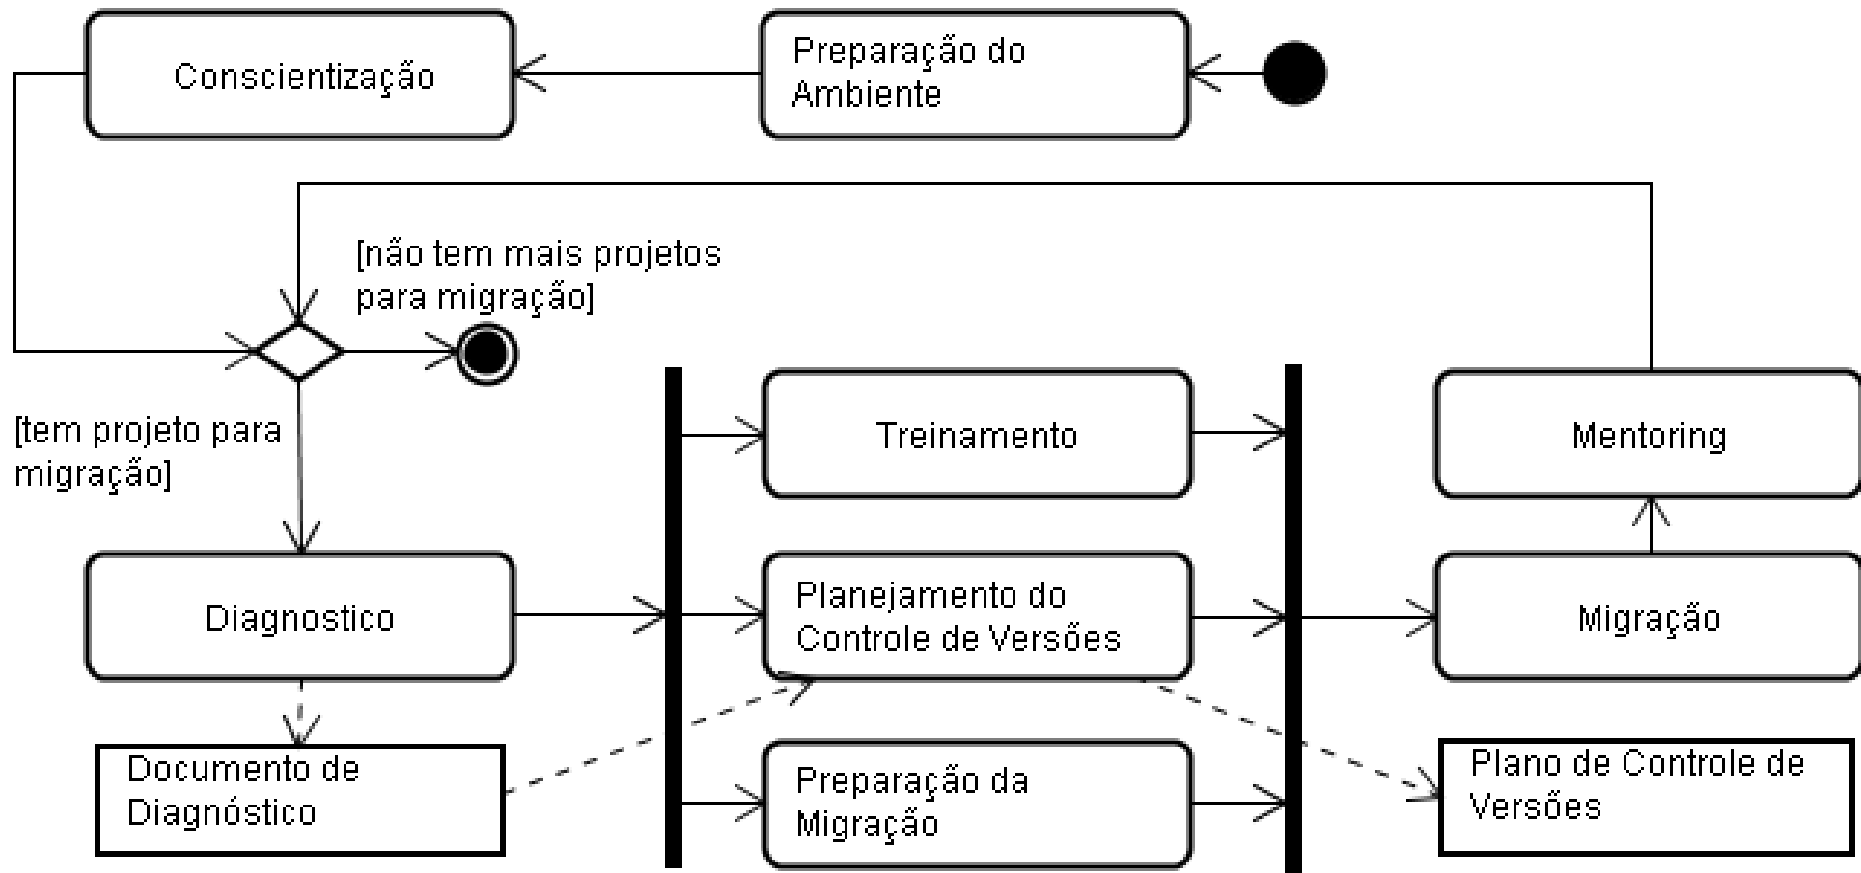 Conscientização
Preparação do
Ambiente
[não tem mais projetos
para migração]
[tem projeto para
migração]
Treinamento
Mentoring
Diagnostico
Planejamento do
Controle de Versões
Migração
Documento de
Diagnóstico
Preparação da
Migração
Plano de Controle de
Versões